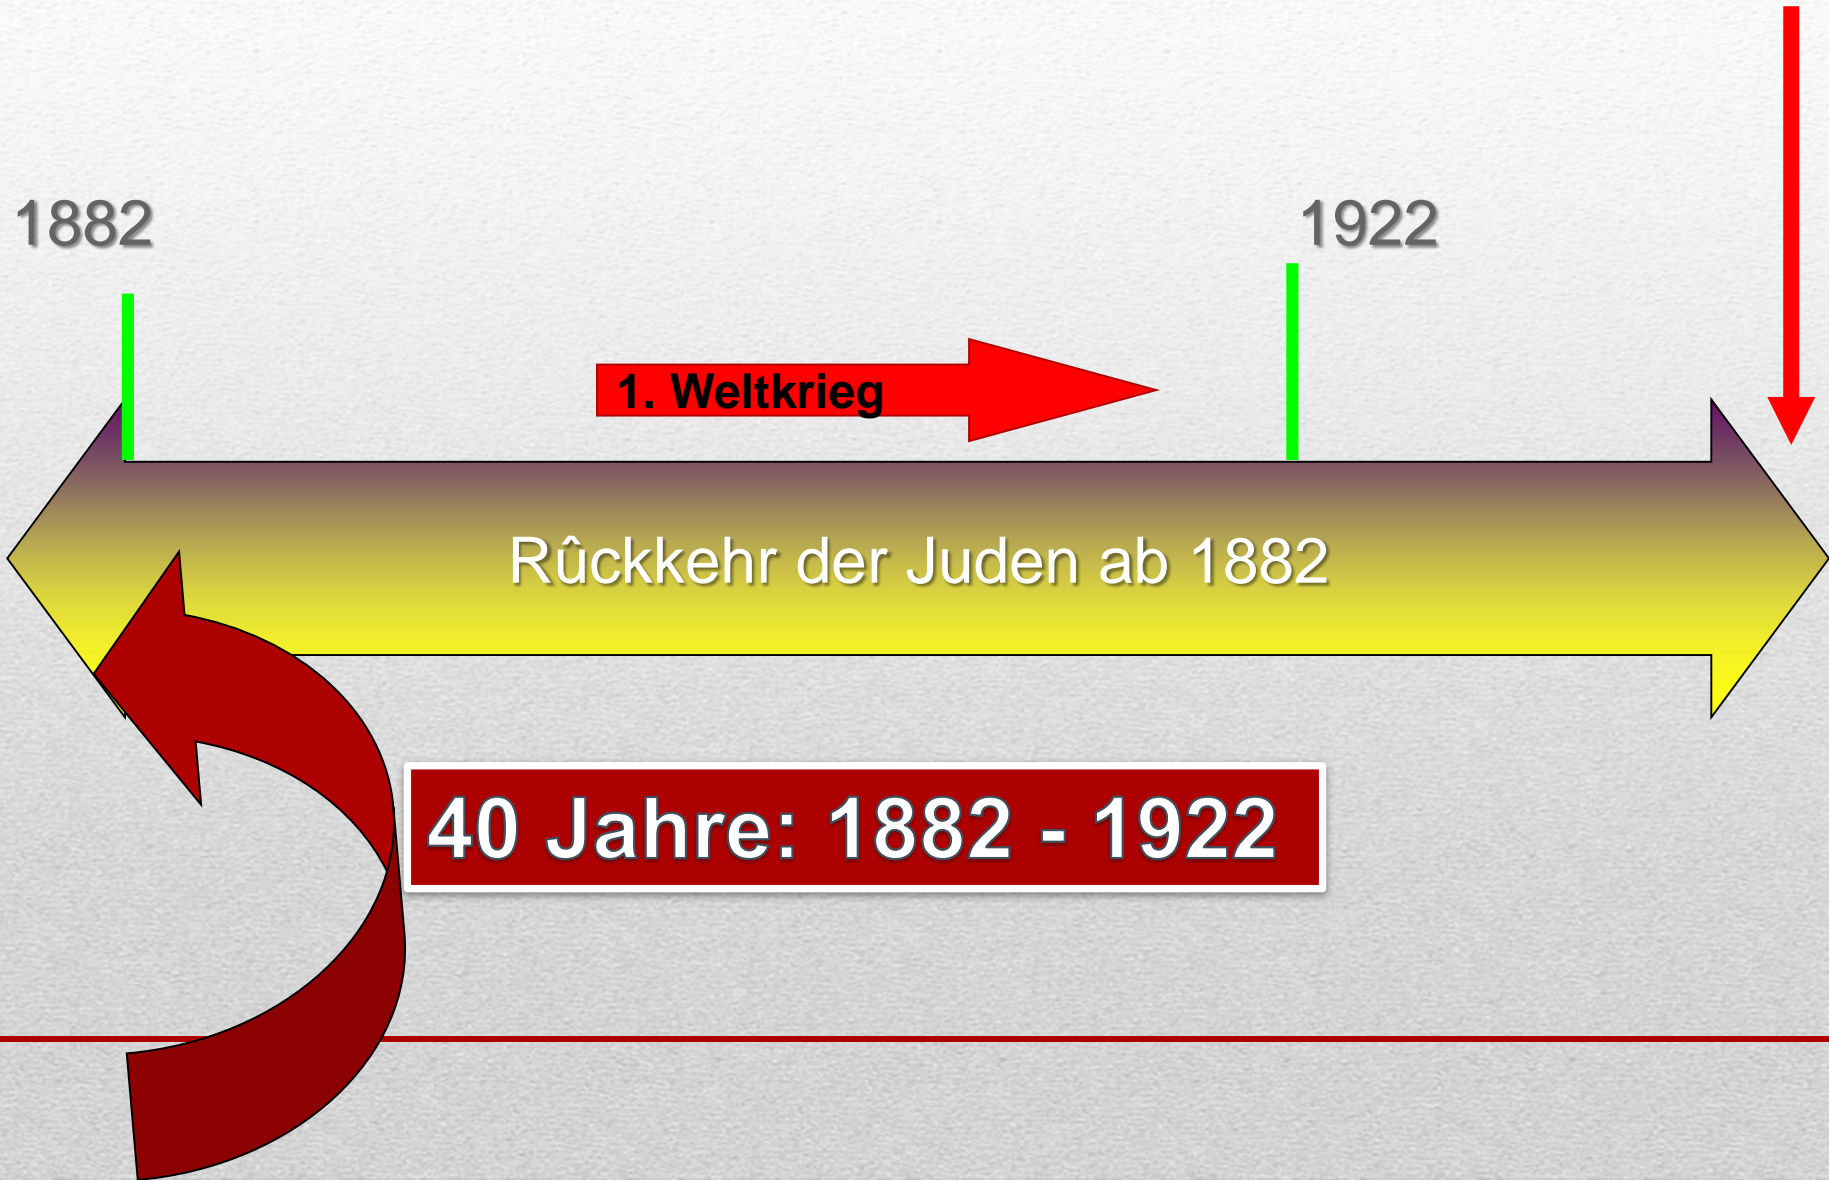 1882
1922
1. Weltkrieg
Rûckkehr der Juden ab 1882
40 Jahre: 1882 - 1922